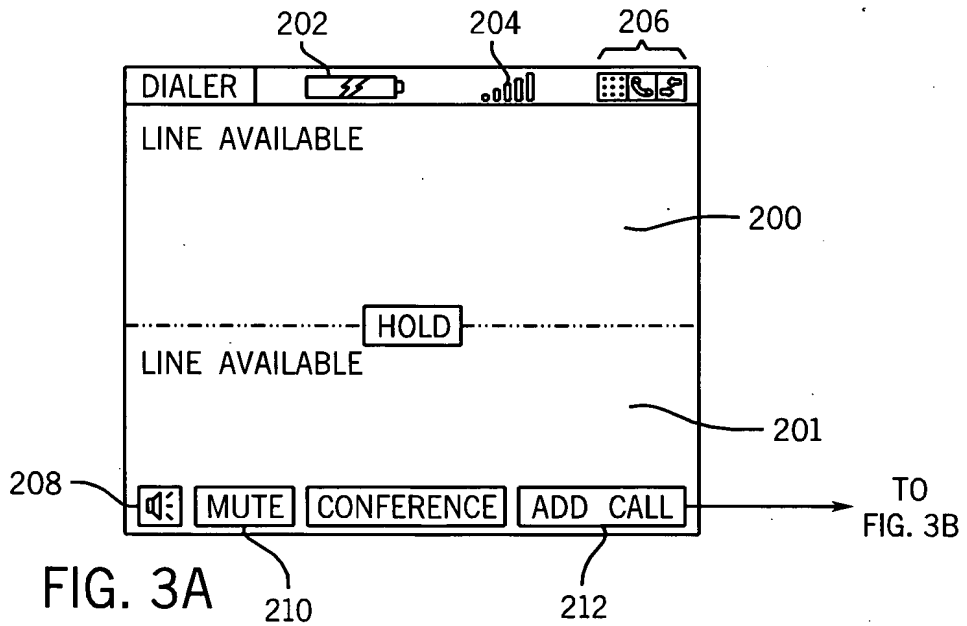 202
204
206
DIALER
LINE AVAILABLE
200
HOLD
LINE AVAILABLE
201
208
MUTE
CONFERENCE
ADD CALL
TO
FIG. 3B
FIG. 3A
210
212